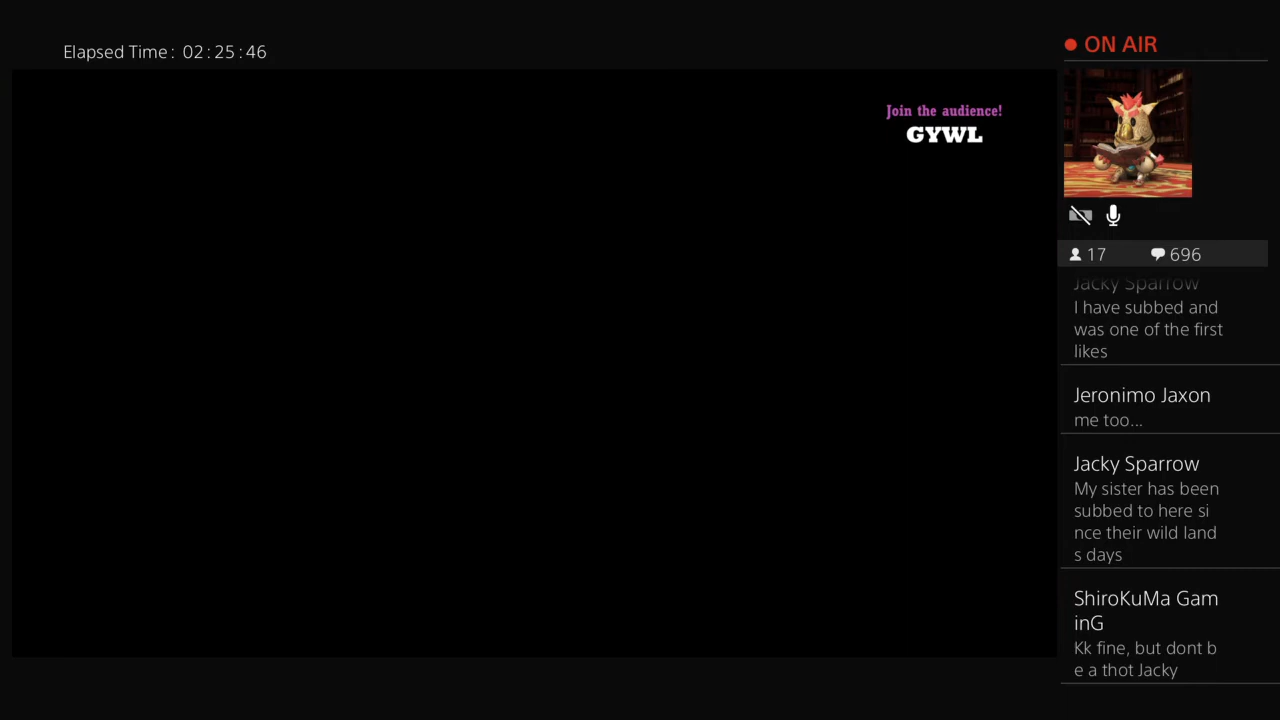 Elapsed Time: 02:25:46
ON AIR
Join the audience!
GYWL
17 696
Jacky Sparrow
I have subbed and
was one of the first
likes
Jeronimo Jaxon
me too...
Jacky Sparrow
My sister has been
subbed to here si
nce their wild land
s days
ShiroKuMa Gam
inG
Kk fine, but dont b
e a thot Jacky